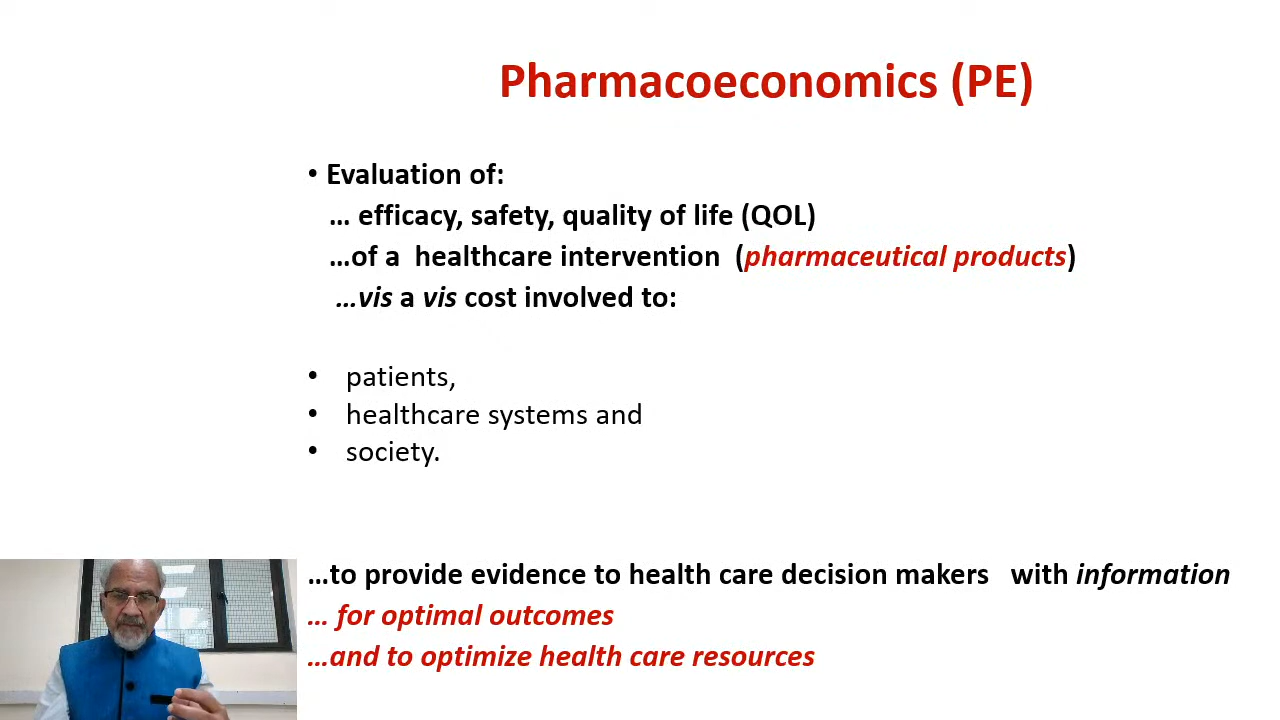 Pharmacoeconomics (PE)
• Evaluation of:
… efficacy, safety, quality of life (QOL)
…of a healthcare intervention (pharmaceutical products)
…vis a vis cost involved to:
• patients,
• healthcare systems and
• society.
…to provide evidence to health care decision makers with information
… for optimal outcomes
…and to optimize health care resources